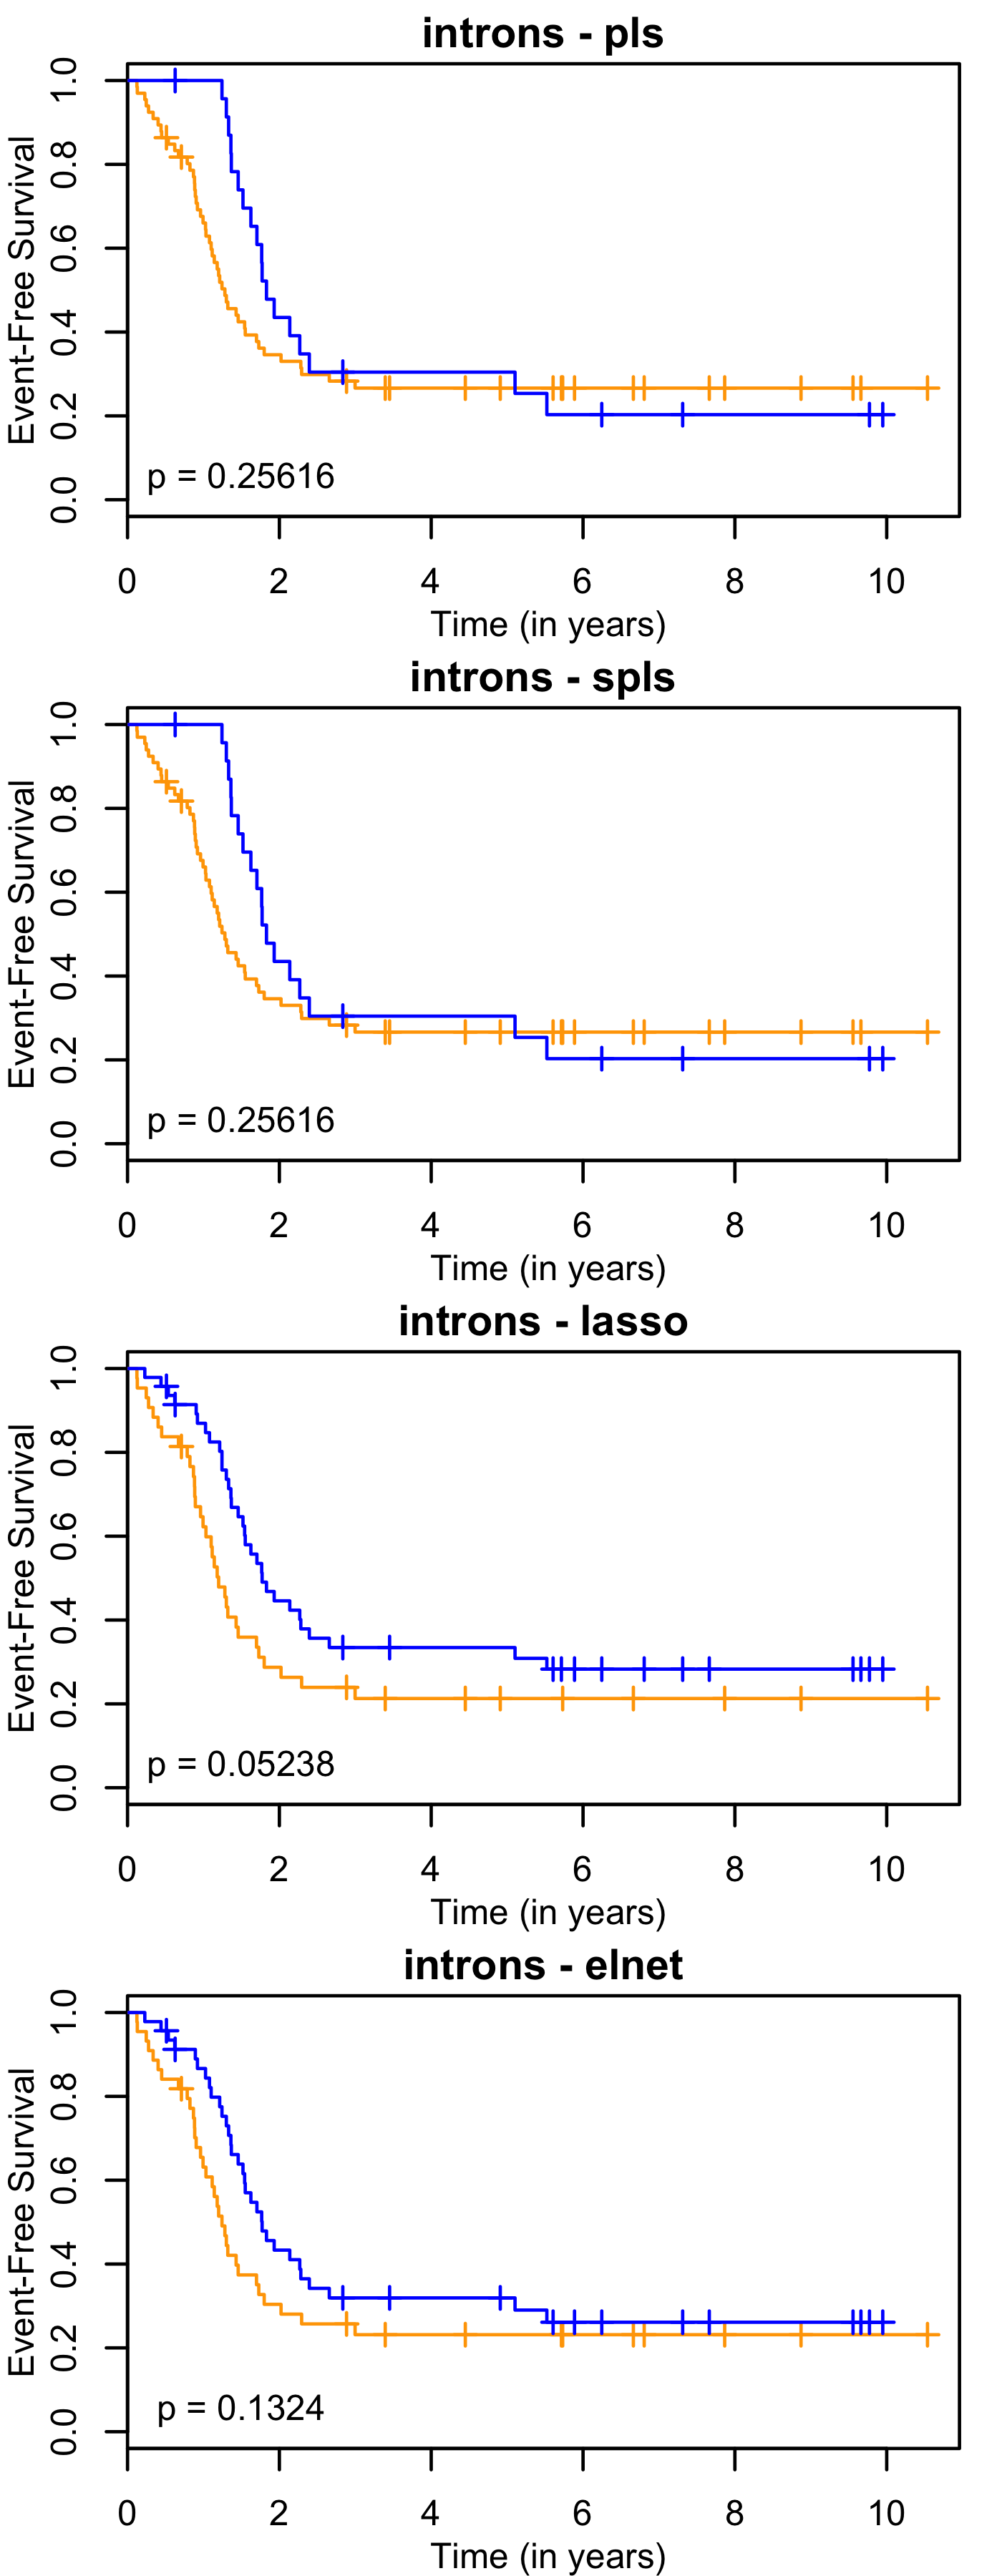 introns - pls
1.0
0.8
0.6
0.4
0.2
0.0
Event-Free Survival
p = 0.25616
0 2 4 6 8 10
Time (in years)
introns - spls
1.0
0.8
0.6
0.4
0.2
0.0
Event-Free Survival
p = 0.25616
0 2 4 6 8 10
Time (in years)
introns - lasso
1.0
0.8
0.6
0.4
0.2
0.0
Event-Free Survival
p = 0.05238
0 2 4 6 8 10
Time (in years)
introns - elnet
1.0
0.8
0.6
0.4
0.2
0.0
Event-Free Survival
p = 0.1324
0 2 4 6 8 10
Time (in years)